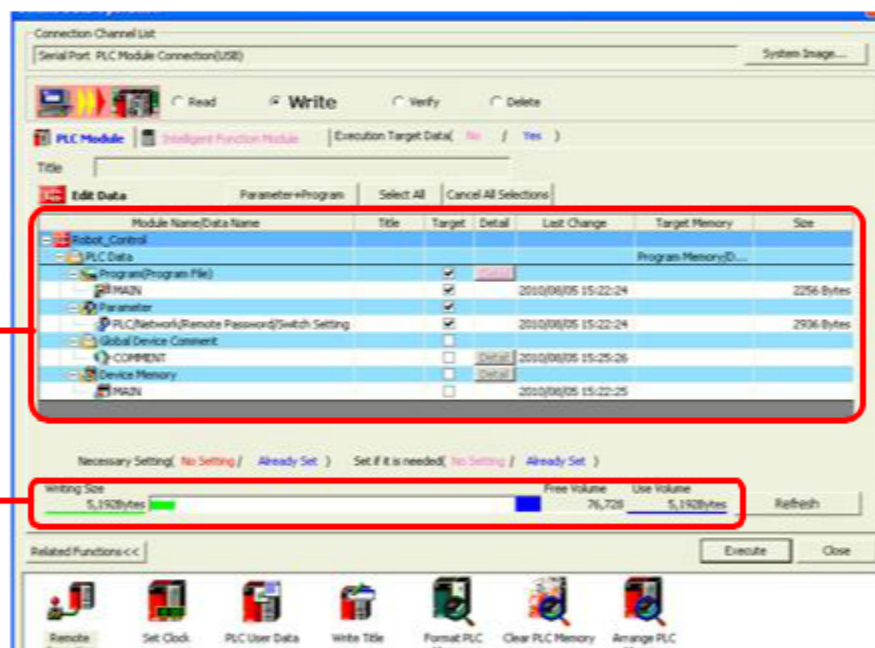 Connection Channel List
Serial Port PLC Module Connection(USB)
System Image...
Read Write Verify Delete
PLC Module Intelligent Function Module Execution Target Data( No / Yes )
Title
Edit Data Parameter+Program Select All Cancel All Selections
Module Name/Data Name Title Target Detail Last Change Target Memory Size
Robot_Control
PLC Data Program Memory/D...
Program(Program File) Detail
MAIN 2010/08/05 15:22:24 2256 Bytes
Parameter
PLC/Network/Remote Password/Switch Setting 2010/08/05 15:22:24 2936 Bytes
Global Device Comment
COMMENT Detail 2010/08/05 15:25:26
Device Memory Detail
MAIN 2010/08/05 15:22:25
Necessary Setting( No Setting / Already Set ) Set if it is needed( No Setting / Already Set )
Writing Size Free Volume Use Volume
5,192Bytes 76,728 5,192Bytes Refresh
Related Functions<< Execute Close
Remote Set Clock PLC User Data Write Title Format PLC Clear PLC Memory Arrange PLC